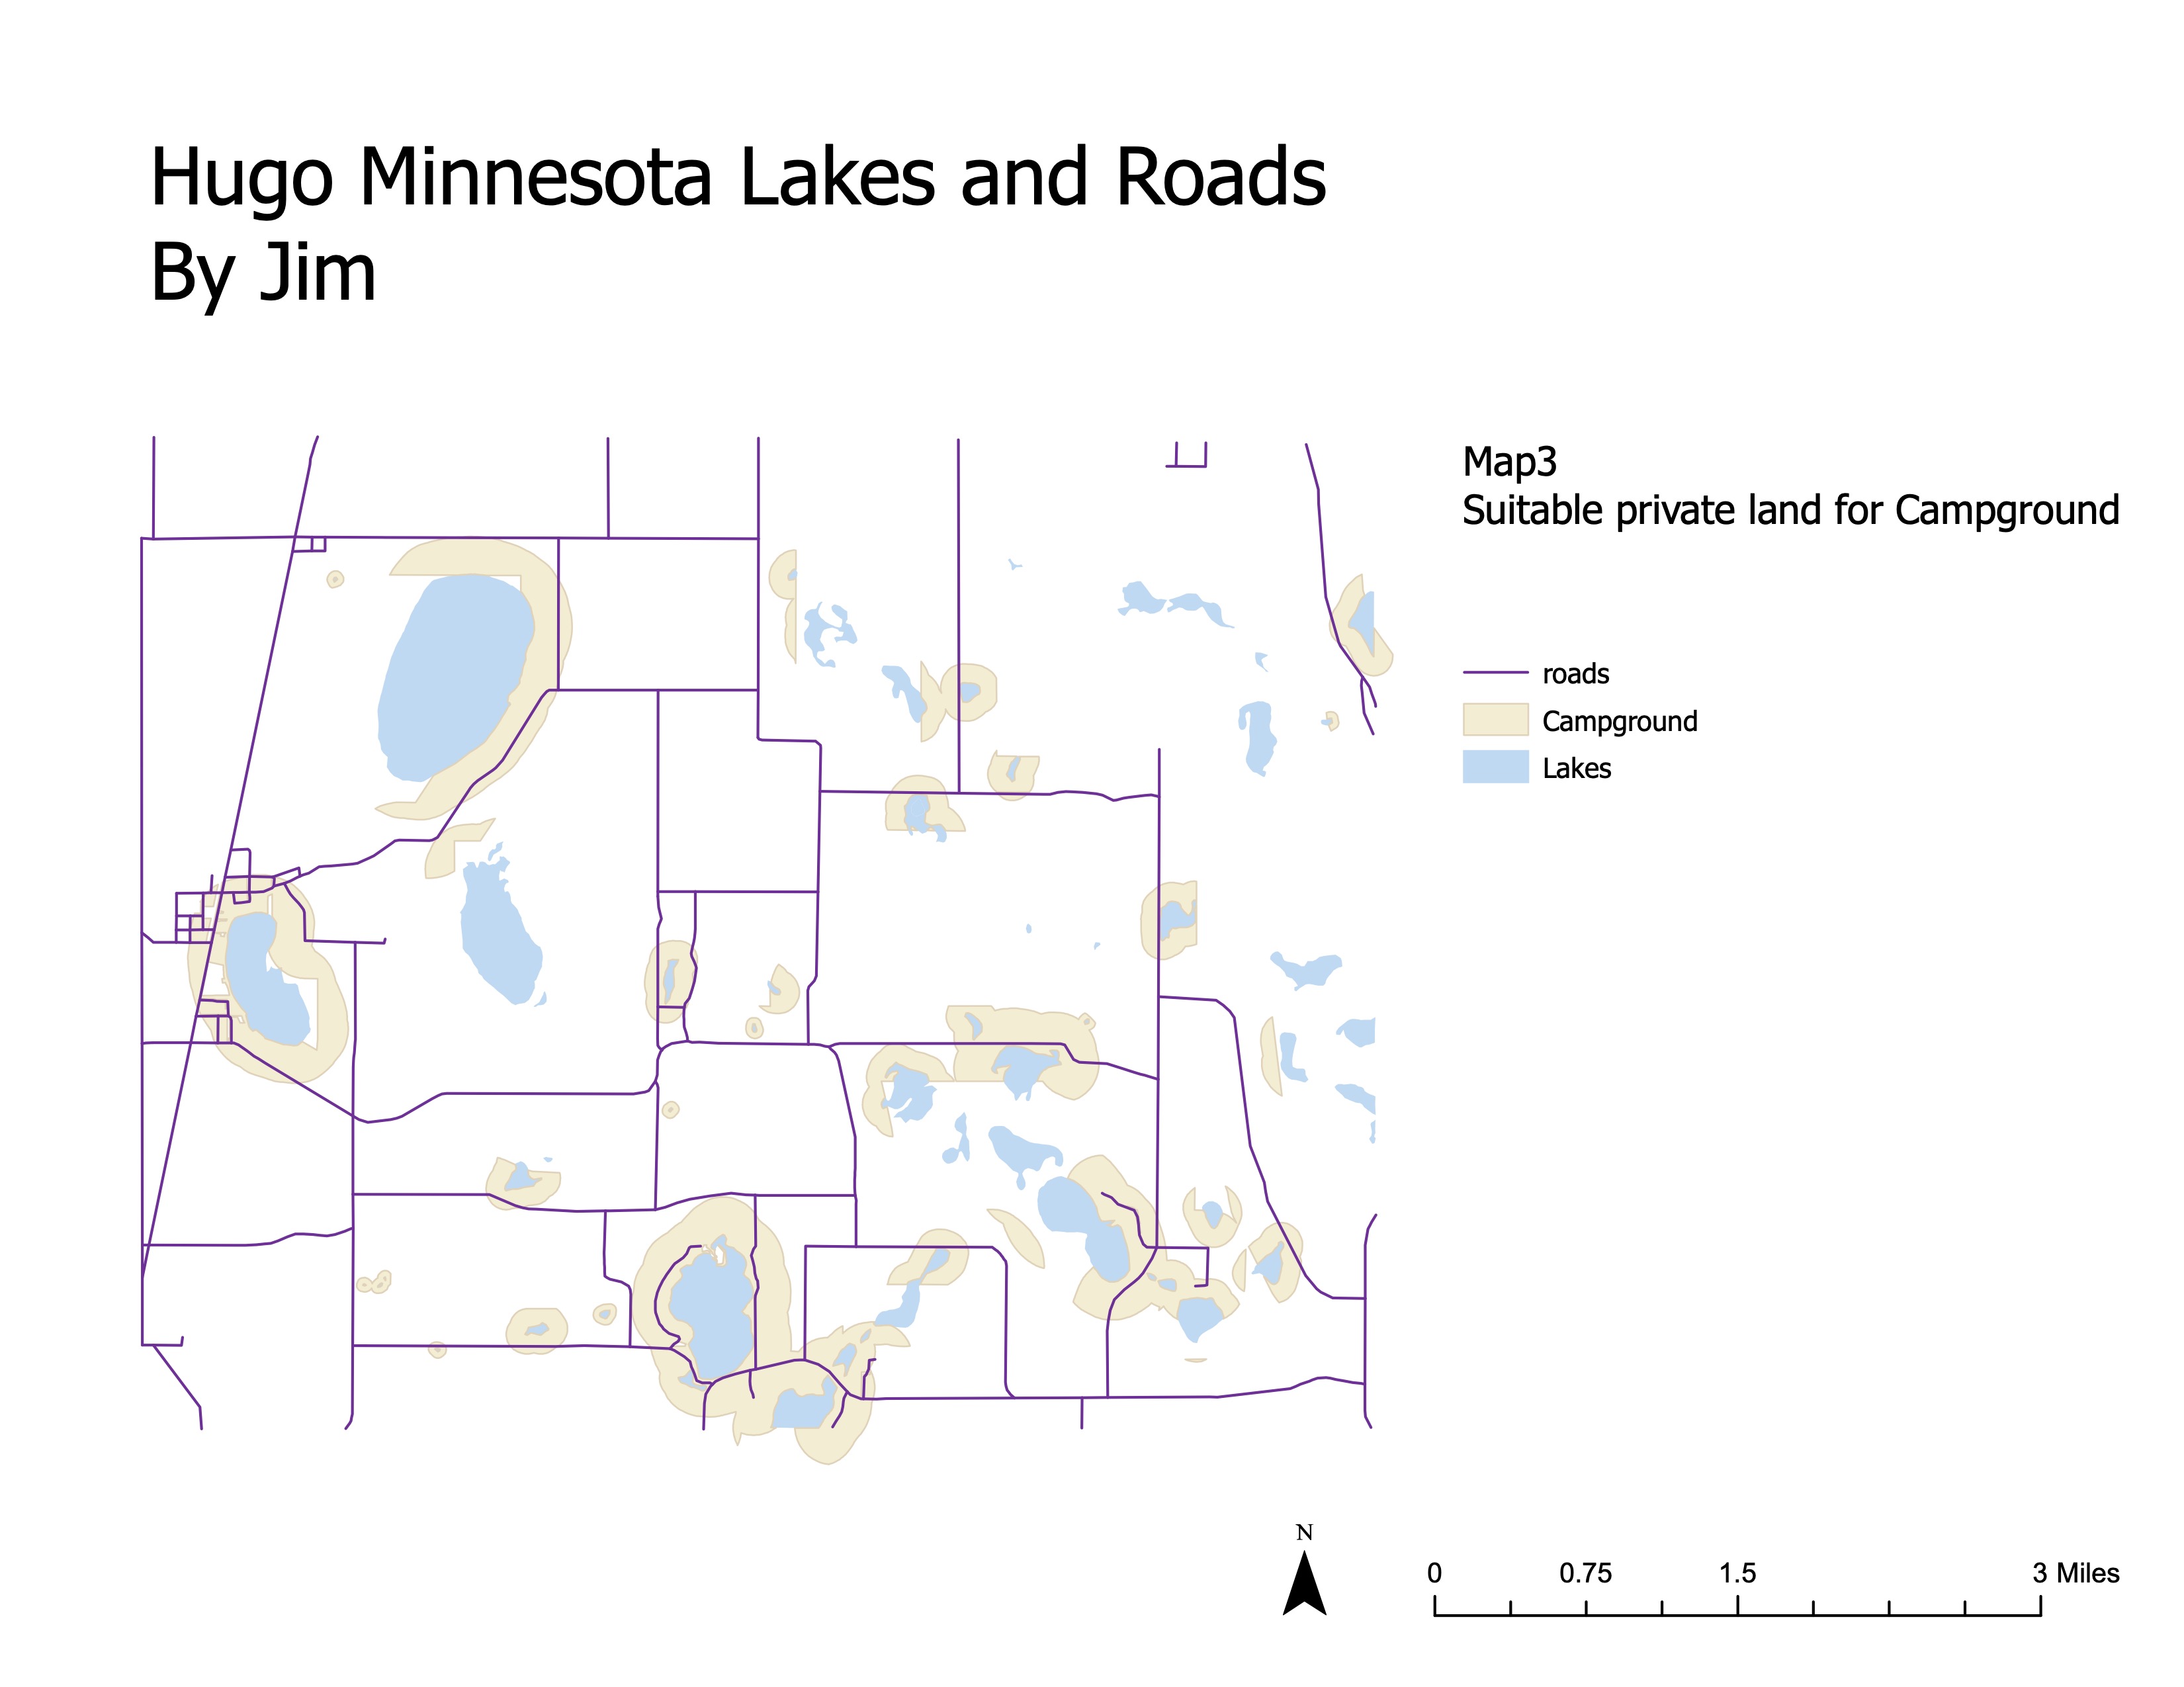 Hugo Minnesota Lakes and Roads
By Jim
Map3
Suitable private land for Campground
roads
Campground
Lakes
N
0 0.75 1.5 3 Miles